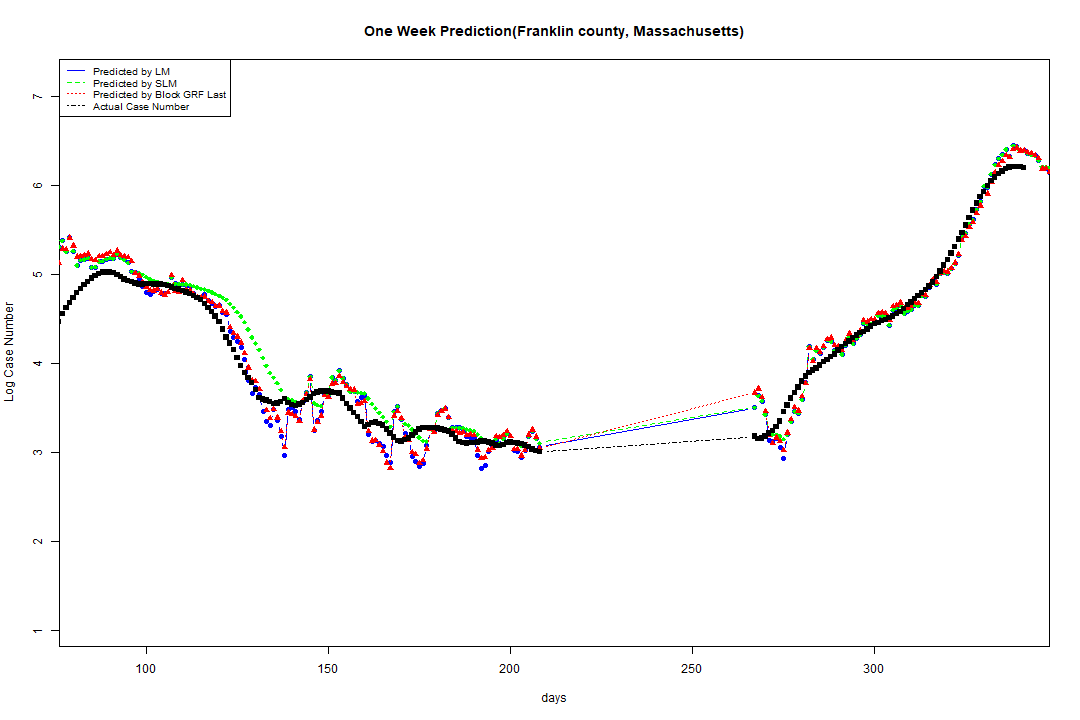 One Week Prediction(Franklin county, Massachusetts)
Predicted by LM
Predicted by SLM
Predicted by Block GRF Last
Actual Case Number
Log Case Number
7
6
5
4
3
2
1
100 150 200 250 300
days